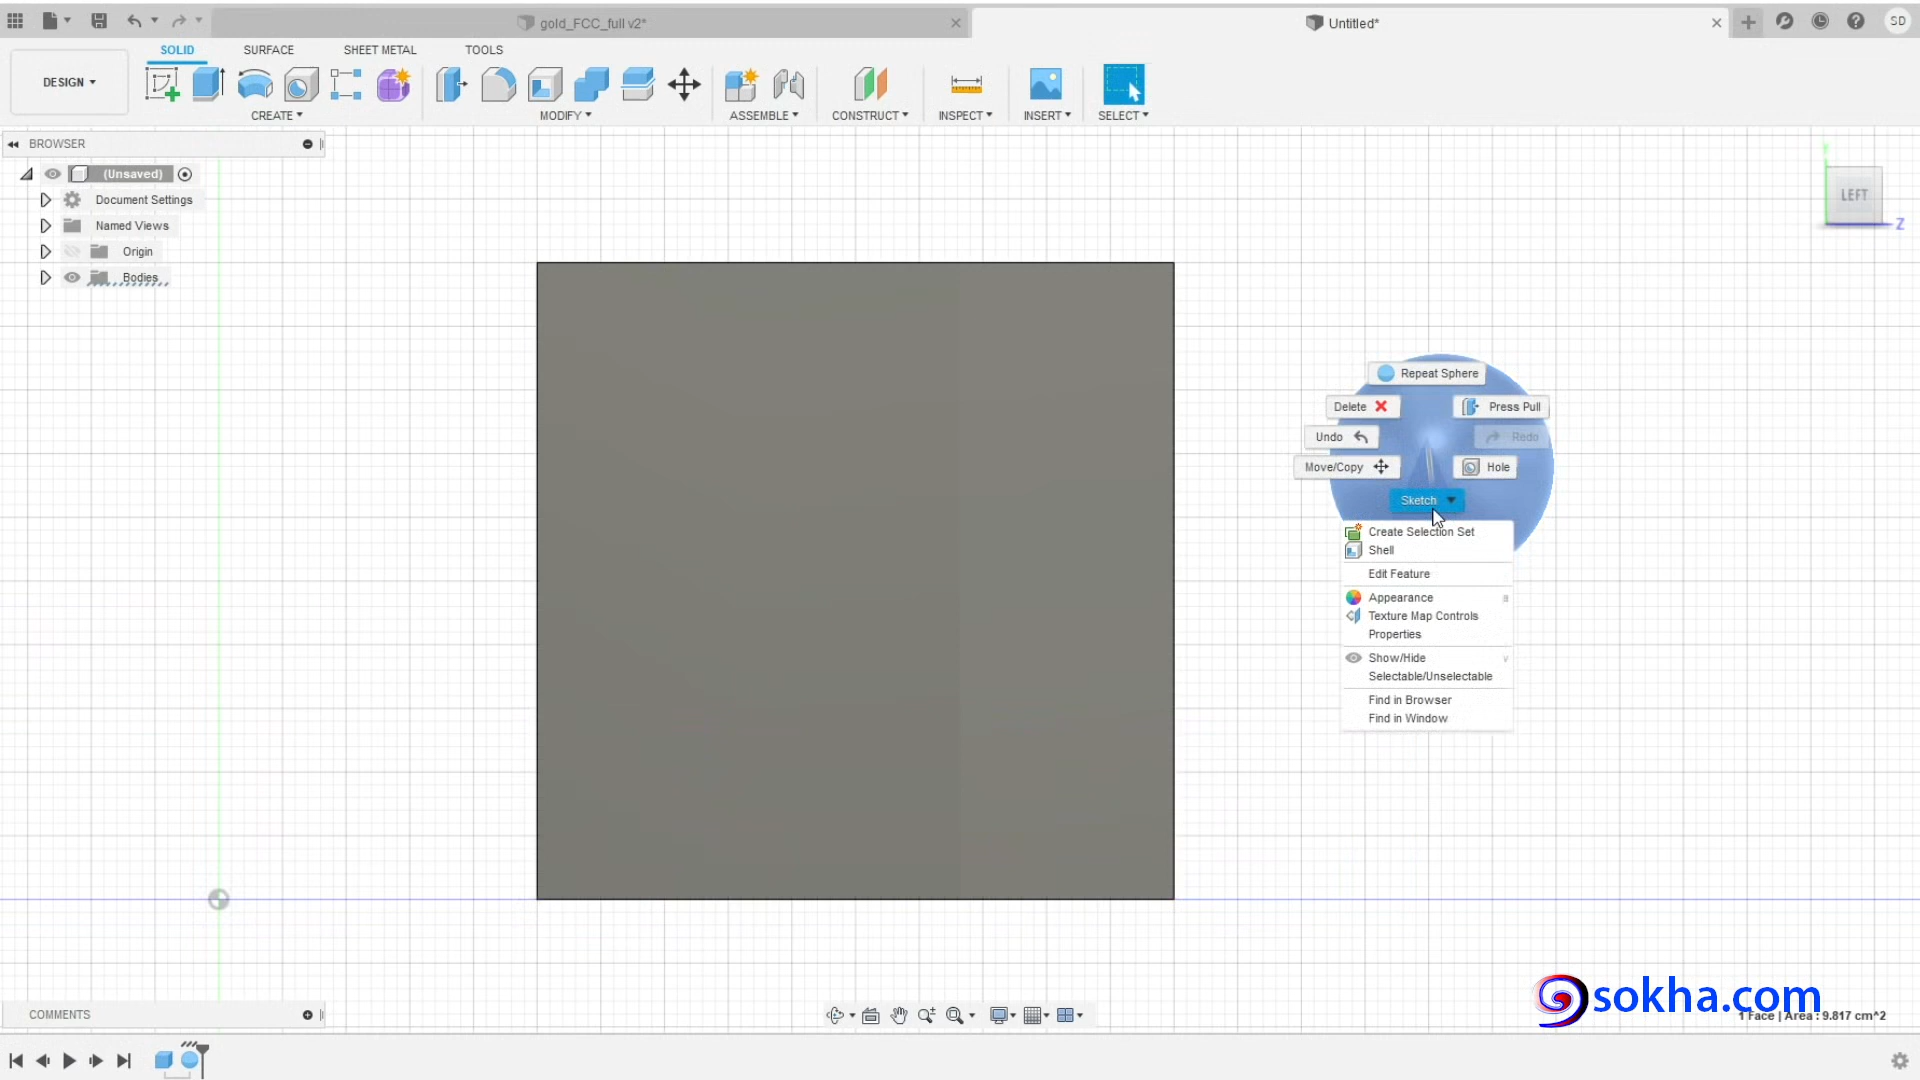 gold_FCC_full v2*
Untitled*
SD
SOLID
SURFACE
SHEET METAL
TOOLS
DESIGN
CREATE
MODIFY
ASSEMBLE
CONSTRUCT
INSPECT
INSERT
SELECT
BROWSER
(Unsaved)
Document Settings
Named Views
Origin
Bodies
LEFT
Y
Z
Repeat Sphere
Delete
Press Pull
Undo
Redo
Move/Copy
Hole
Sketch
Create Selection Set
Shell
Edit Feature
Appearance a
Texture Map Controls
Properties
Show/Hide v
Selectable/Unselectable
Find in Browser
Find in Window
sokha.com
1 Face | Area : 9.817 cm^2
COMMENTS